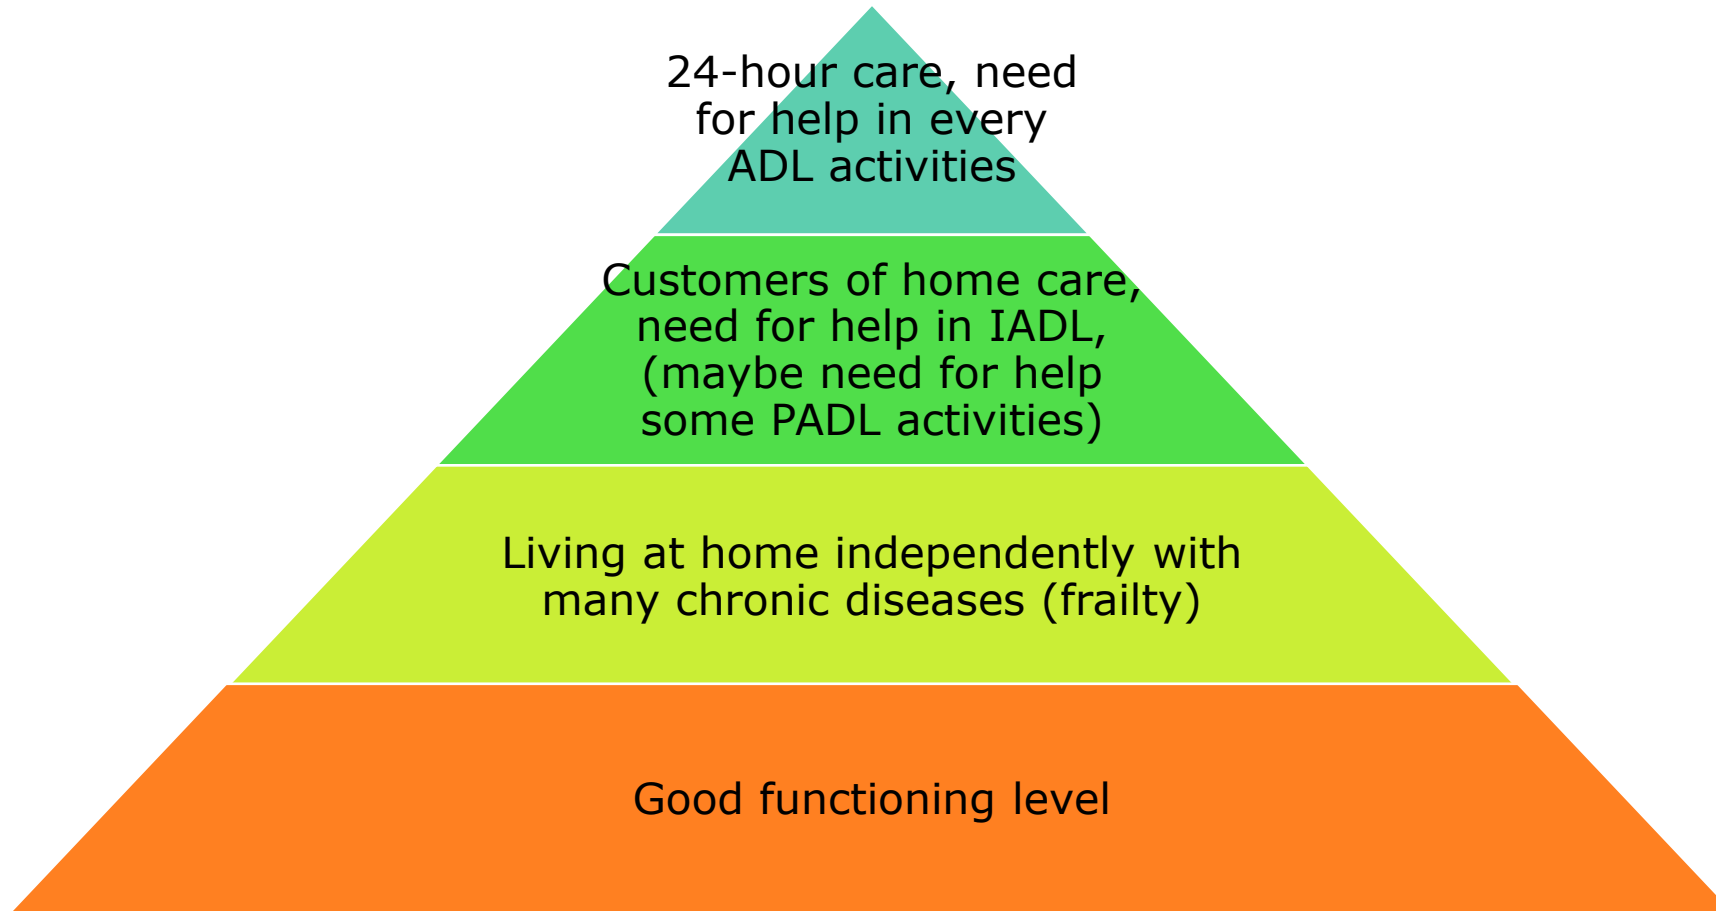 24-hour care, need
for help in every
ADL activities
Customers of home care,
need for help in IADL,
(maybe need for help
some PADL activities)
Living at home independently with
many chronic diseases (frailty)
Good functioning level